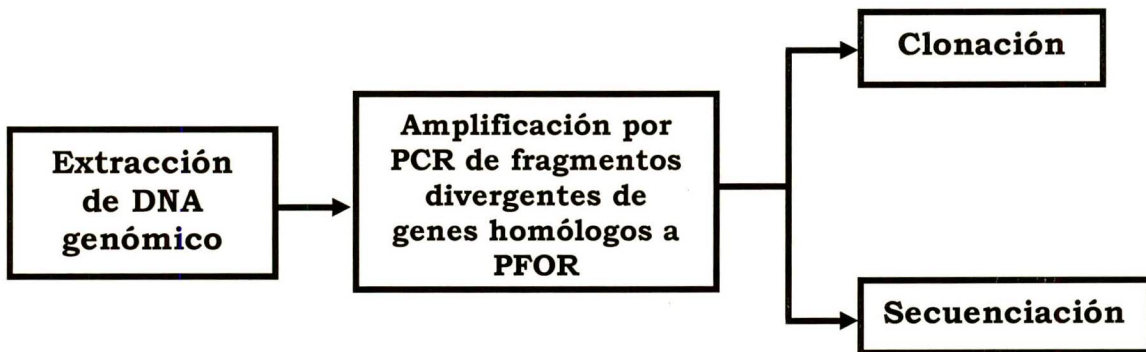 Extracción
de DNA
genómico
Amplificación por
PCR de fragmentos
divergentes de
genes homólogos a
PFOR
Clonación
Secuenciación